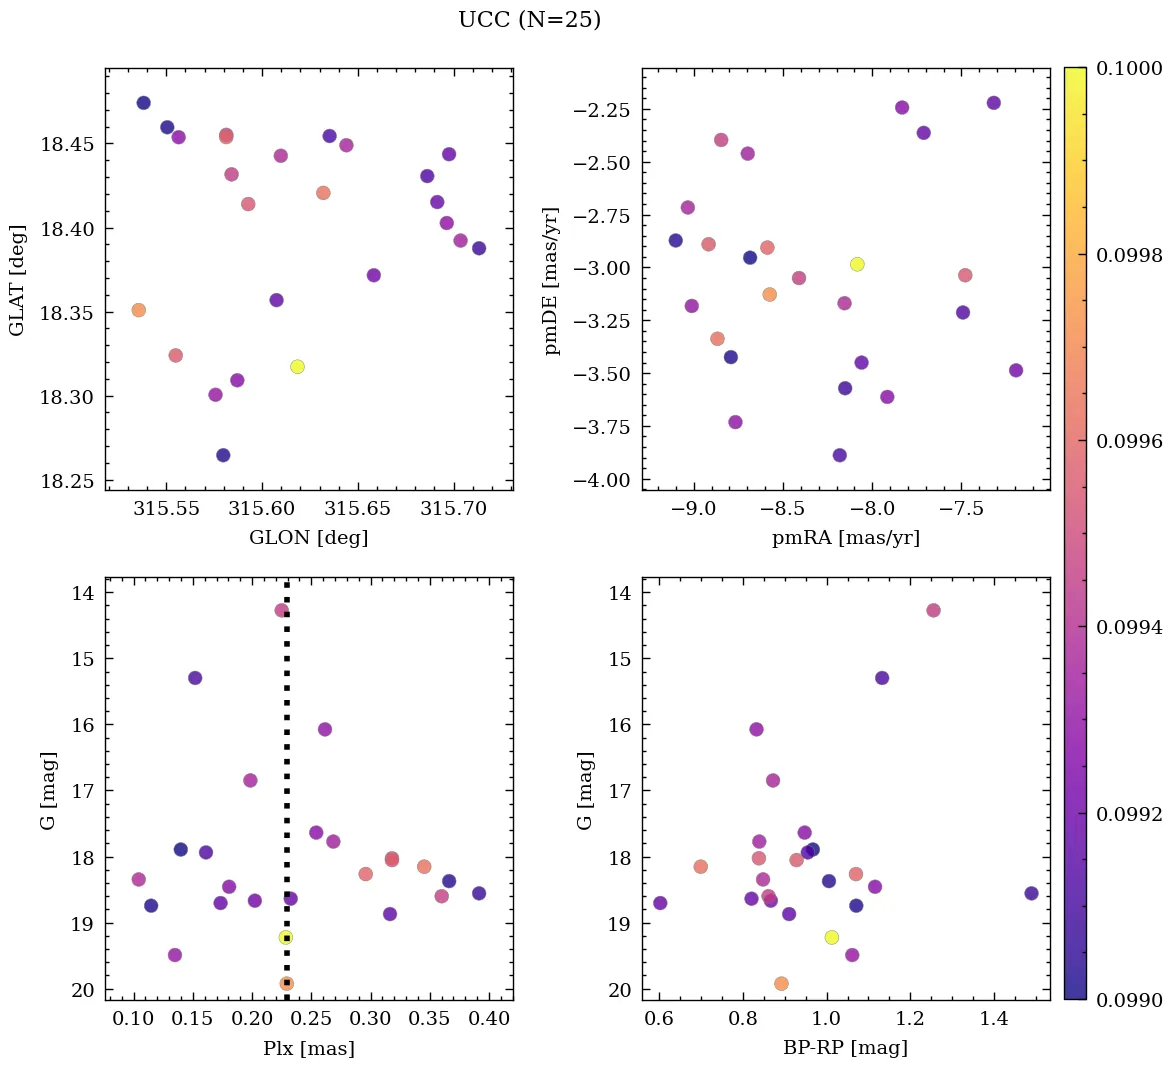 UCC (N=25)
18.45
18.40
18.35
18.30
18.25
GLAT [deg]
315.55 315.60 315.65 315.70
GLON [deg]
−2.25
−2.50
−2.75
−3.00
−3.25
−3.50
−3.75
−4.00
pmDE [mas/yr]
−9.0 −8.5 −8.0 −7.5
pmRA [mas/yr]
14
15
16
17
18
19
20
G [mag]
0.10 0.15 0.20 0.25 0.30 0.35 0.40
Plx [mas]
14
15
16
17
18
19
20
G [mag]
0.6 0.8 1.0 1.2 1.4
BP-RP [mag]
0.1000
0.0998
0.0996
0.0994
0.0992
0.0990